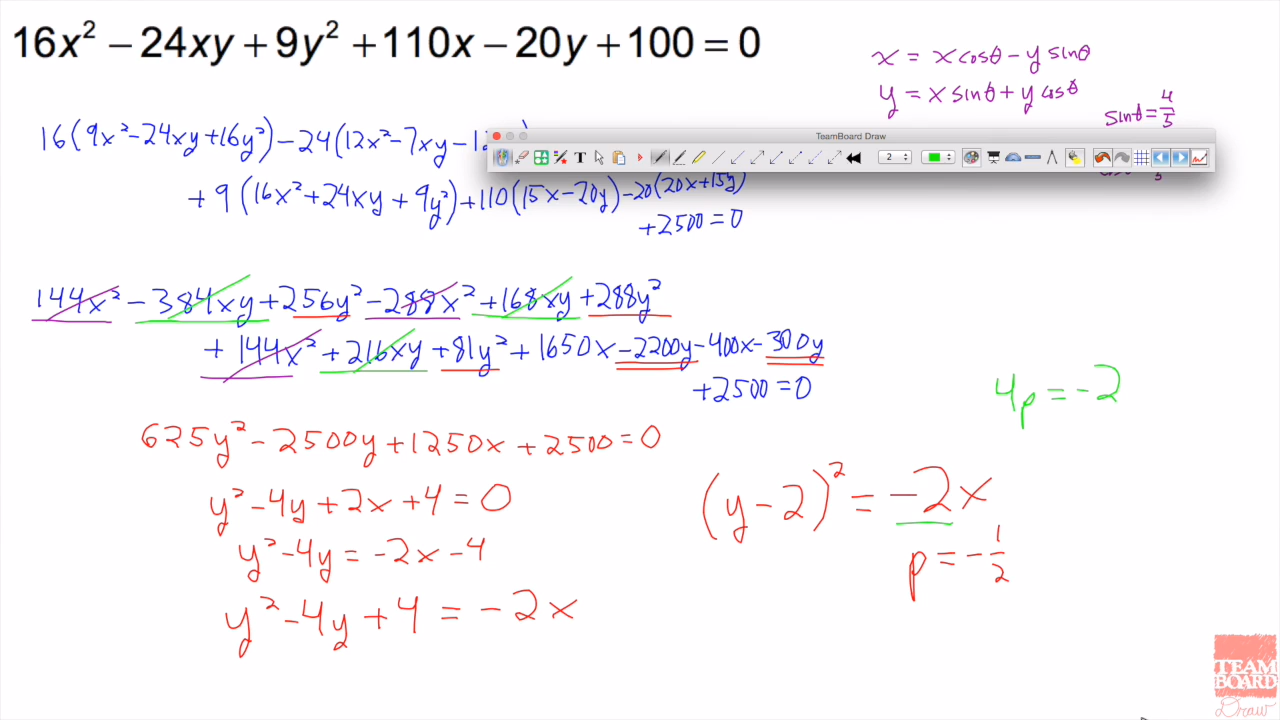 16x² − 24xy + 9y² + 110x − 20y + 100 = 0
x = x cosθ − y sinθ
y = x sinθ + y cosθ
sinθ = 4/5
16(9x² − 24xy + 16y²) − 24(12x² − 7xy − 12
TeamBoard Draw
2
+ 9(16x² + 24xy + 9y²) + 110(15x − 20y) − 20(20x + 15y)
+2500 = 0
144x² − 384xy + 256y² − 288x² + 168xy + 288y²
+ 144x² + 216xy + 81y² + 1650x − 2200y − 400x − 300y
+2500 = 0
4p = −2
625y² − 2500y + 1250x + 2500 = 0
(y − 2)² = −2x
y² − 4y + 2x + 4 = 0
y² − 4y = −2x − 4
p = −1/2
y² − 4y + 4 = −2x
TEAM
BOARD
Draw